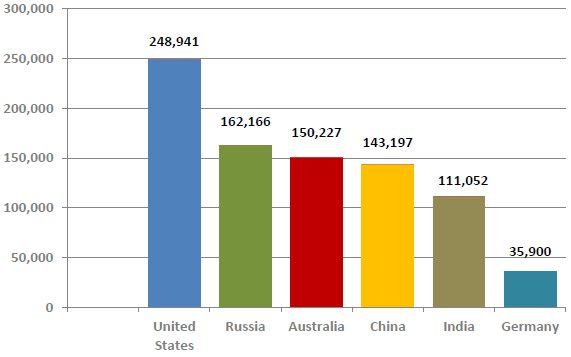 300,000
250,000
200,000
150,000
100,000
50,000
0
248,941
162,166
150,227
143,197
111,052
35,900
United
States
Russia
Australia
China
India
Germany